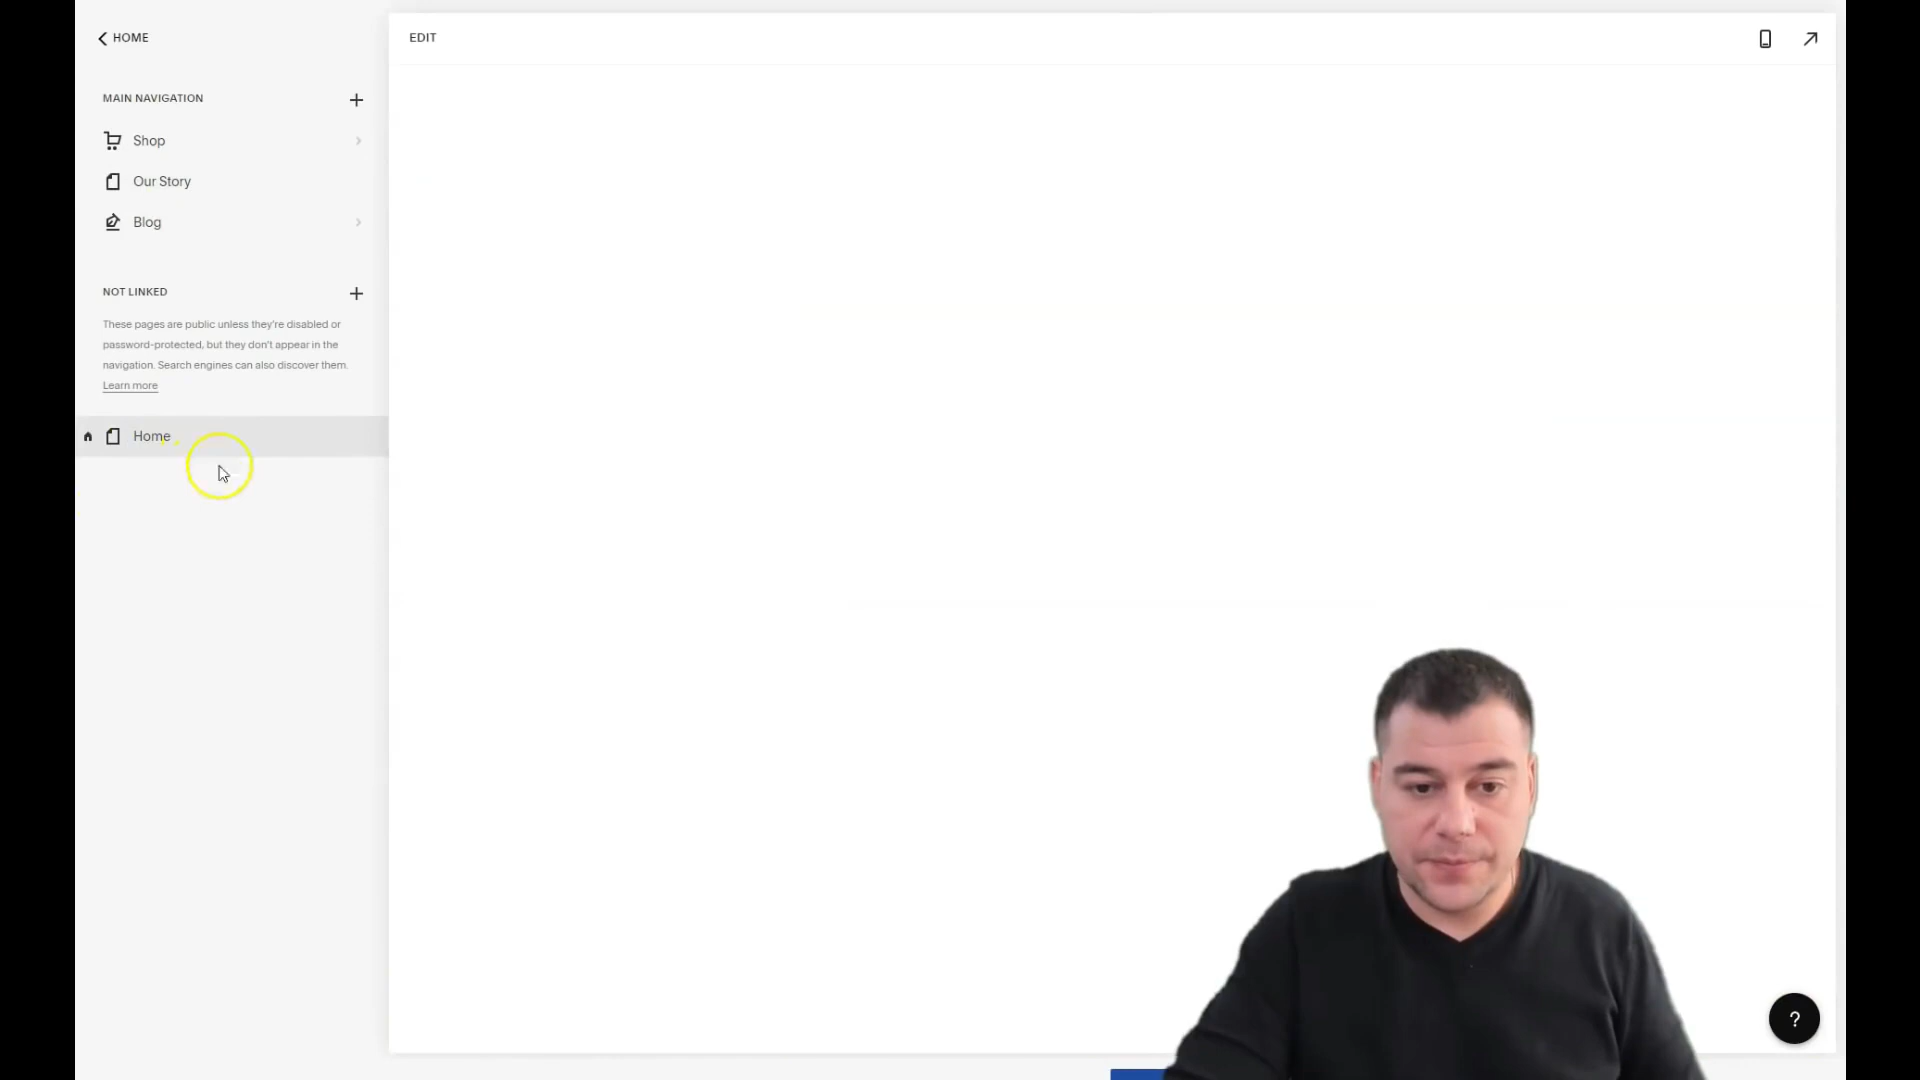 HOME
EDIT
MAIN NAVIGATION
Shop
Our Story
Blog
NOT LINKED
These pages are public unless they're disabled or
password-protected, but they don't appear in the
navigation. Search engines can also discover them.
Learn more
Home
?